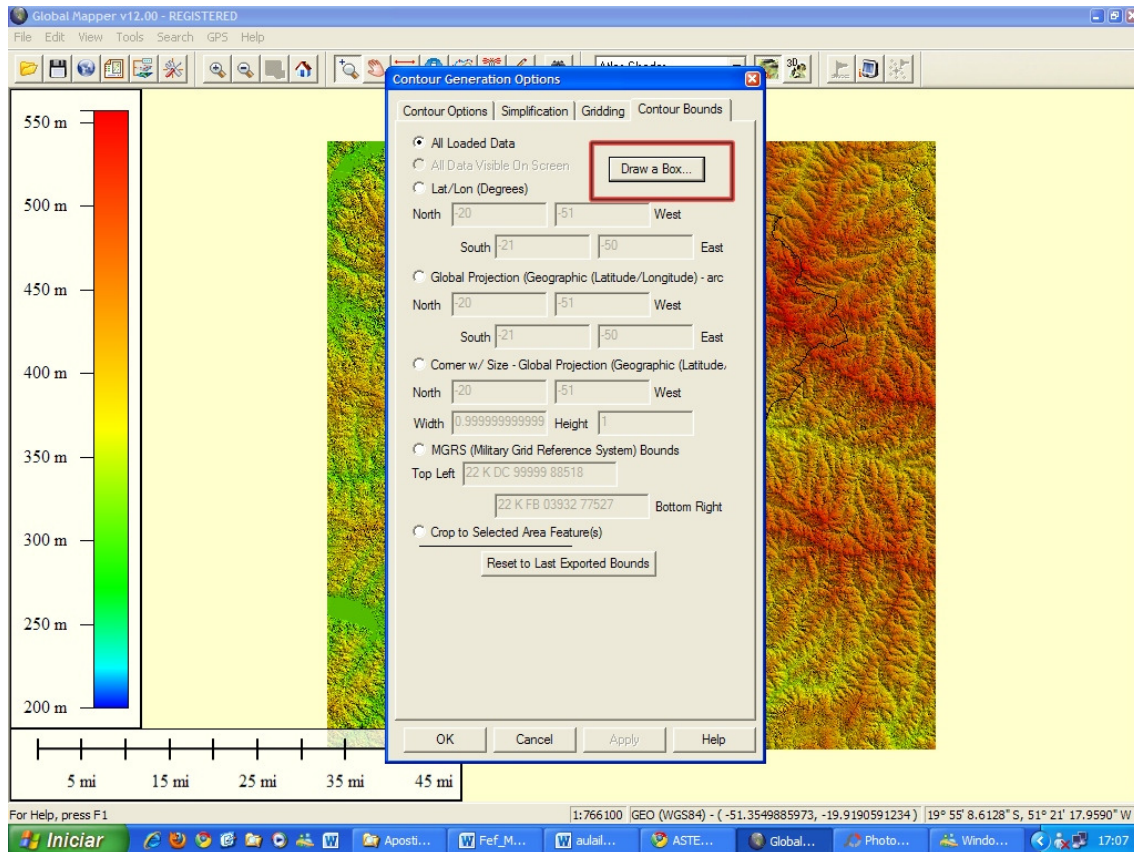 Global Mapper v12.00 - REGISTERED
File Edit View Tools Search GPS Help
Contour Generation Options
Contour Options Simplification Gridding Contour Bounds
All Loaded Data
All Data Visible On Screen
Draw a Box...
Lat/Lon (Degrees)
North -20 -51 West
South -21 -50 East
Global Projection (Geographic (Latitude/Longitude) - arc
North -20 -51 West
South -21 -50 East
Corner w/ Size - Global Projection (Geographic (Latitude/
North -20 -51 West
Width 0.999999999999 Height 1
MGRS (Military Grid Reference System) Bounds
Top Left 22 K DC 99999 88518
22 K FB 03932 77527 Bottom Right
Crop to Selected Area Feature(s)
Reset to Last Exported Bounds
OK Cancel Apply Help
550 m
500 m
450 m
400 m
350 m
300 m
250 m
200 m
5 mi 15 mi 25 mi 35 mi 45 mi
For Help, press F1
1:766100 GEO (WGS84) - ( -51.3549885973, -19.9190591234 ) 19° 55' 8.6128" S, 51° 21' 17.9590" W
Iniciar Aposti... Fef_M... aulail... ASTE... Global... Photo... Windo... 17:07